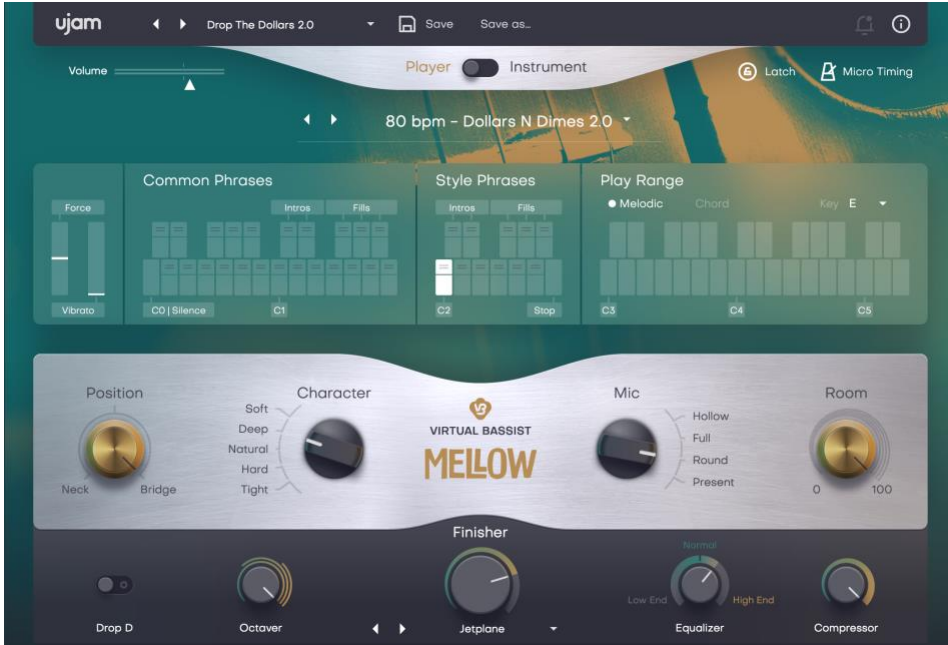 ujam
Drop The Dollars 2.0
Save
Save as...
Volume
Player
Instrument
Latch
Micro Timing
80 bpm – Dollars N Dimes 2.0
Common Phrases
Style Phrases
Play Range
Force
Intros
Fills
Intros
Fills
Melodic
Chord
Key E
Vibrato
C0 | Silence
C1
C2
Stop
C3
C4
C5
Position
Character
Mic
Room
Soft
Deep
Natural
Hard
Tight
VB
VIRTUAL BASSIST
MELLOW
Hollow
Full
Round
Present
Neck
Bridge
0
100
Finisher
Normal
Low End
High End
Drop D
Octaver
Jetplane
Equalizer
Compressor